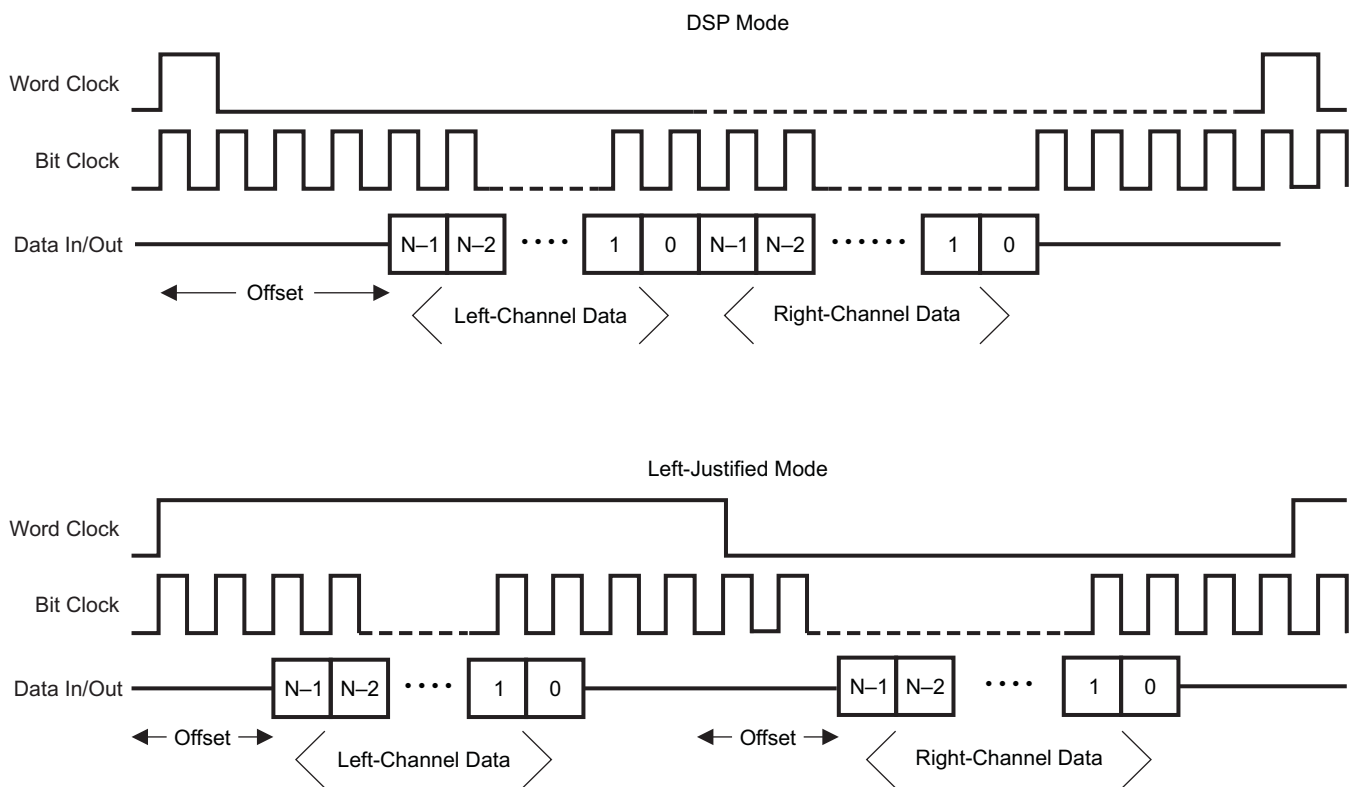 DSP Mode
Word Clock
Bit Clock
Data In/Out
N–1 N–2 •••• 1 0 N–1 N–2 •••••• 1 0
Offset
Left-Channel Data
Right-Channel Data
Left-Justified Mode
Word Clock
Bit Clock
Data In/Out
N–1 N–2 •••• 1 0 N–1 N–2 •••• 1 0
Offset
Offset
Left-Channel Data
Right-Channel Data